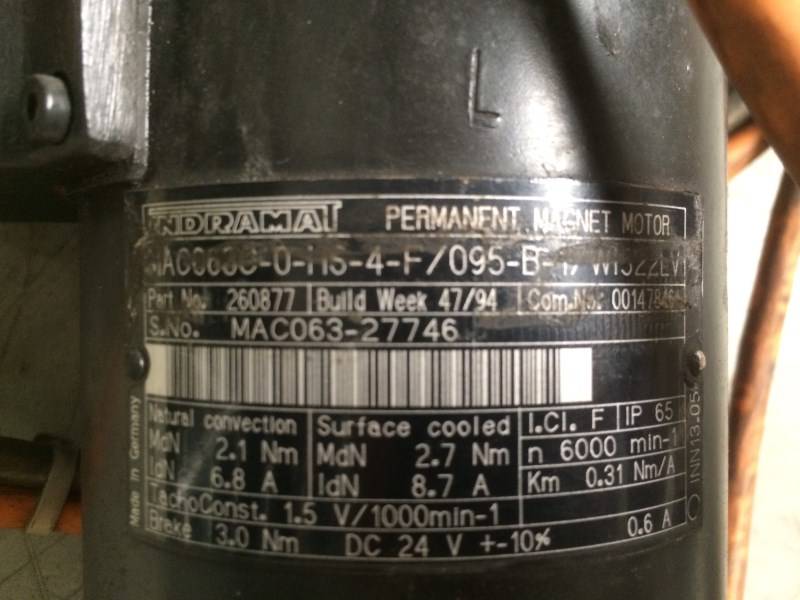 L
INDRAMAT PERMANENT MAGNET MOTOR
Part No. 260877 Build Week 47/94 Com.No.
S.No. MAC063-27746
Natural convection
MdN 2.1 Nm
IdN 6.8 A
Surface cooled
MdN 2.7 Nm
IdN 8.7 A
I.Cl. F IP 65
n 6000 min-1
Km 0.31 Nm/A
TachoConst. 1.5 V/1000min-1
Brake 3.0 Nm DC 24 V +-10% 0.6 A
Made in Germany